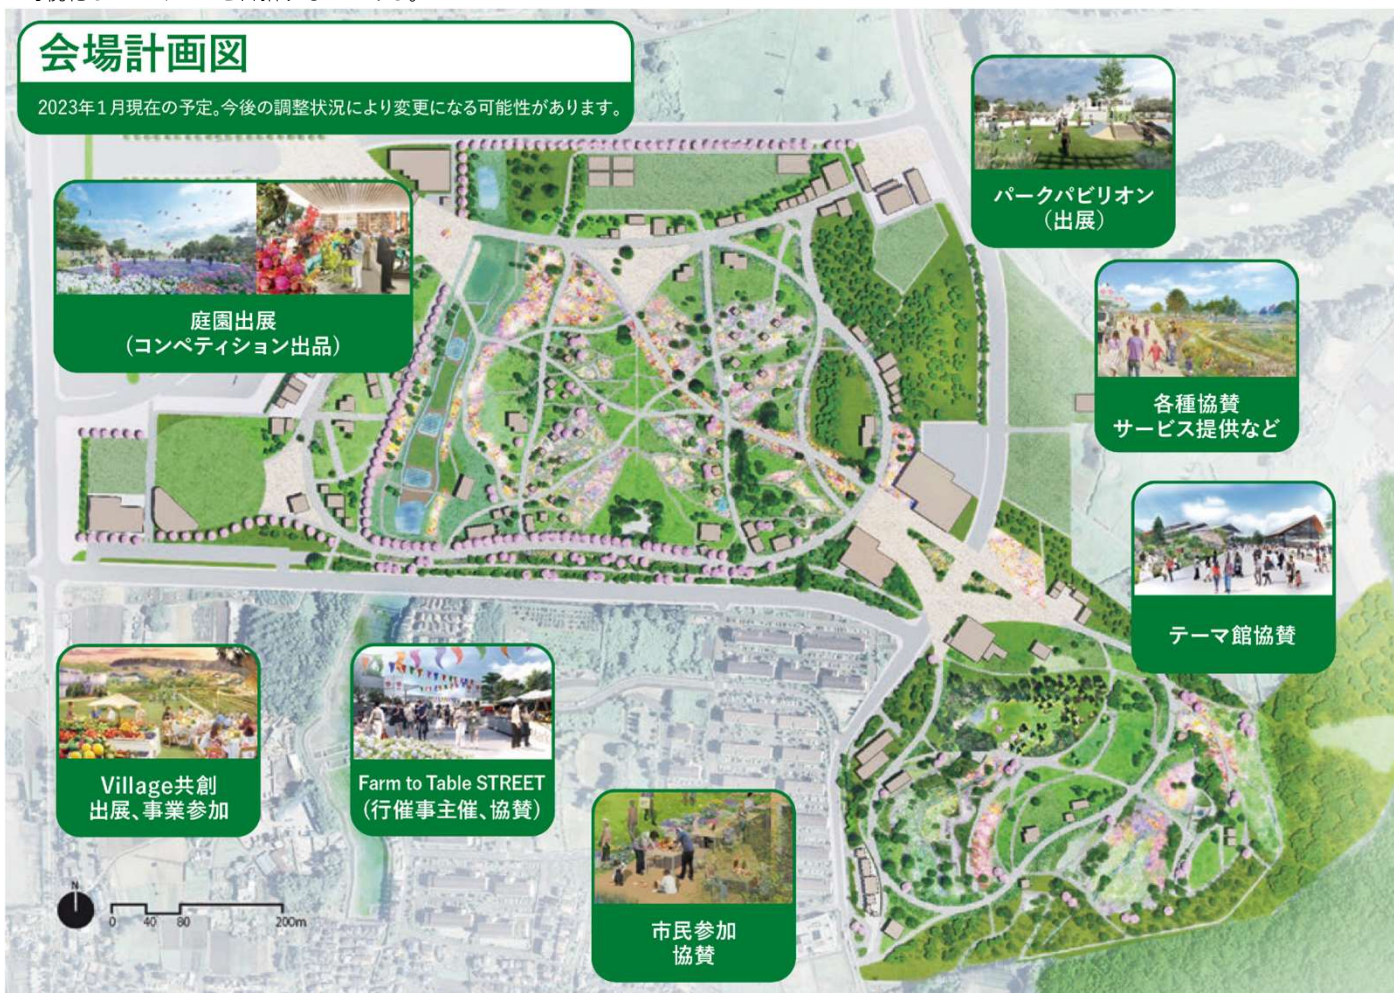 会場計画図
2023年1月現在の予定。今後の調整状況により変更になる可能性があります。
パークパビリオン
（出展）
庭園出展
（コンペティション出品）
各種協賛
サービス提供など
テーマ館協賛
Village共創
出展、事業参加
Farm to Table STREET
（行催事主催、協賛）
市民参加
協賛
N
0 40 80 200m